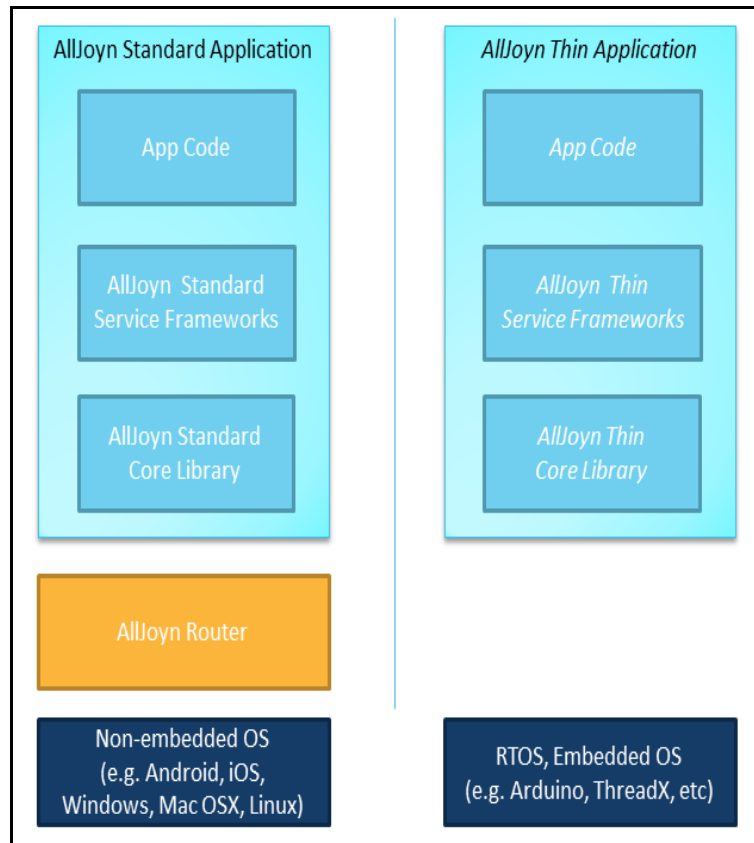 AllJoyn Standard Application
App Code
AllJoyn Standard
Service Frameworks
AllJoyn Standard
Core Library
AllJoyn Router
Non-embedded OS
(e.g. Android, iOS,
Windows, Mac OSX, Linux)
AllJoyn Thin Application
App Code
AllJoyn Thin
Service Frameworks
AllJoyn Thin
Core Library
RTOS, Embedded OS
(e.g. Arduino, ThreadX, etc)